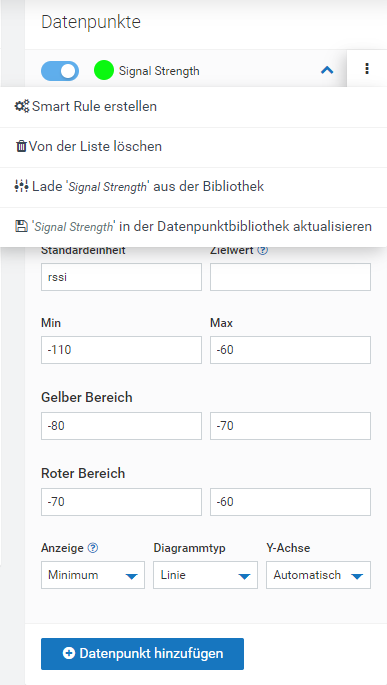 Datenpunkte
Signal Strength
Smart Rule erstellen
Von der Liste löschen
Lade 'Signal Strength' aus der Bibliothek
'Signal Strength' in der Datenpunktbibliothek aktualisieren
Standardeinheit Zielwert
rssi
Min Max
-110 -60
Gelber Bereich
-80 -70
Roter Bereich
-70 -60
Anzeige Diagrammtyp Y-Achse
Minimum Linie Automatisch
Datenpunkt hinzufügen